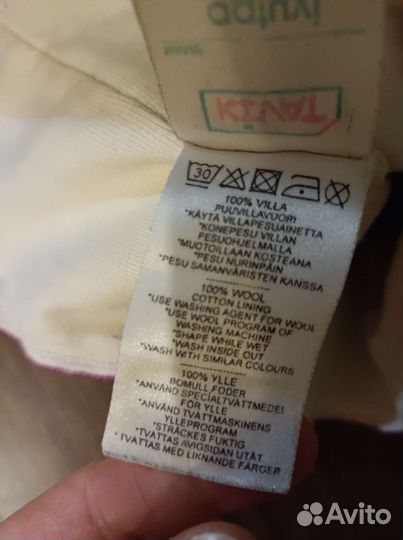 Ivutaa
TAVIK
30
100% VILLA
PUUVILLAVUORI
*KÄYTÄ VILLAPESUAINETTA
*KONEPESU VILLAN
PESUOHJELMALLA
*MUOTOILLAAN KOSTEANA
*PESU NURINPÄIN
*PESU SAMANVÄRISTEN KANSSA
100% WOOL
COTTON LINING
*USE WASHING AGENT FOR WOOL
*USE WOOL PROGRAM OF
WASHING MACHINE
*SHAPE WHILE WET
*WASH INSIDE OUT
*WASH WITH SIMILAR COLOURS
100% YLLE
BOMULL FODER
*ANVÄND SPECIALTVÄTTMEDEL
FÖR YLLE
*ANVÄND TVÄTTMASKINENS
YLLEPROGRAM
*STRÄCKES FUKTIG
*TVÄTTAS AVIGSIDAN UTÅT
*TVÄTTAS MED LIKNANDE FÄRGER
Avito